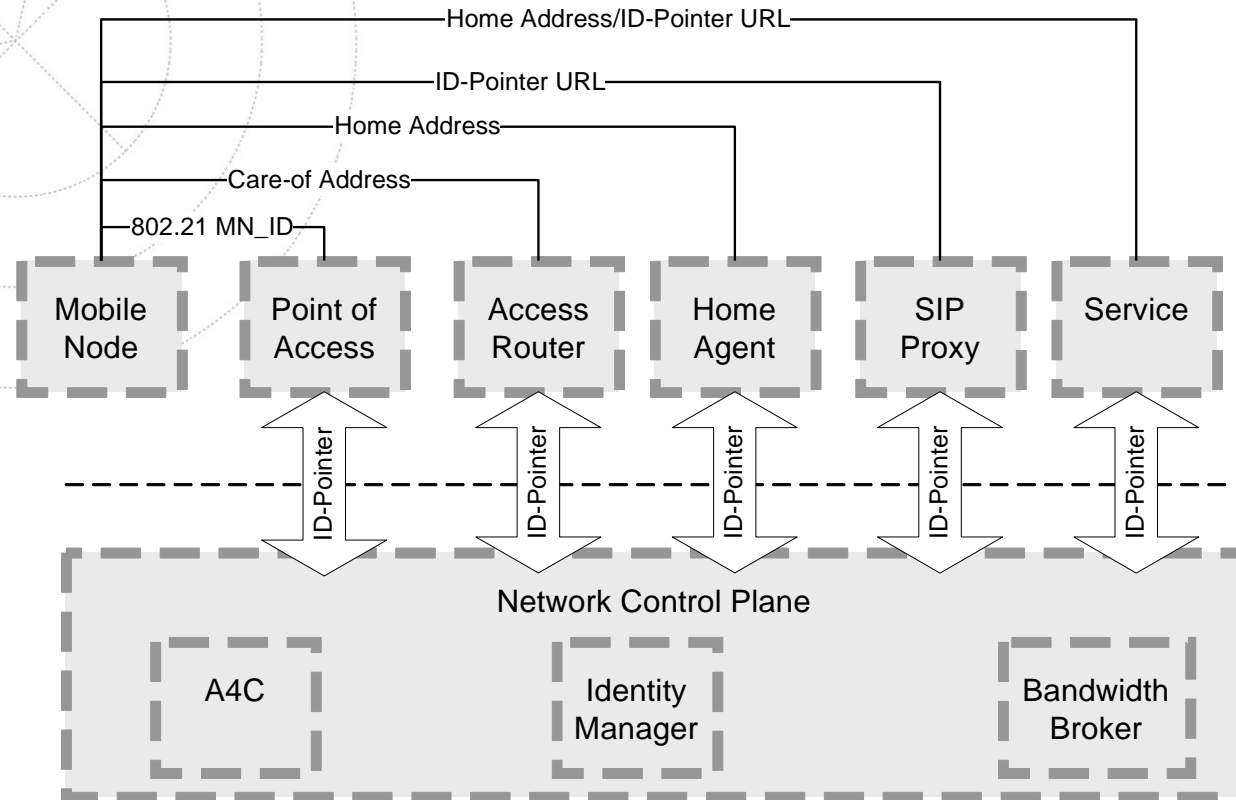 Home Address/ID-Pointer URL
ID-Pointer URL
Home Address
Care-of Address
802.21 MN_ID
Mobile
Node
Point of
Access
Access
Router
Home
Agent
SIP
Proxy
Service
ID-Pointer
ID-Pointer
ID-Pointer
ID-Pointer
ID-Pointer
Network Control Plane
A4C
Identity
Manager
Bandwidth
Broker